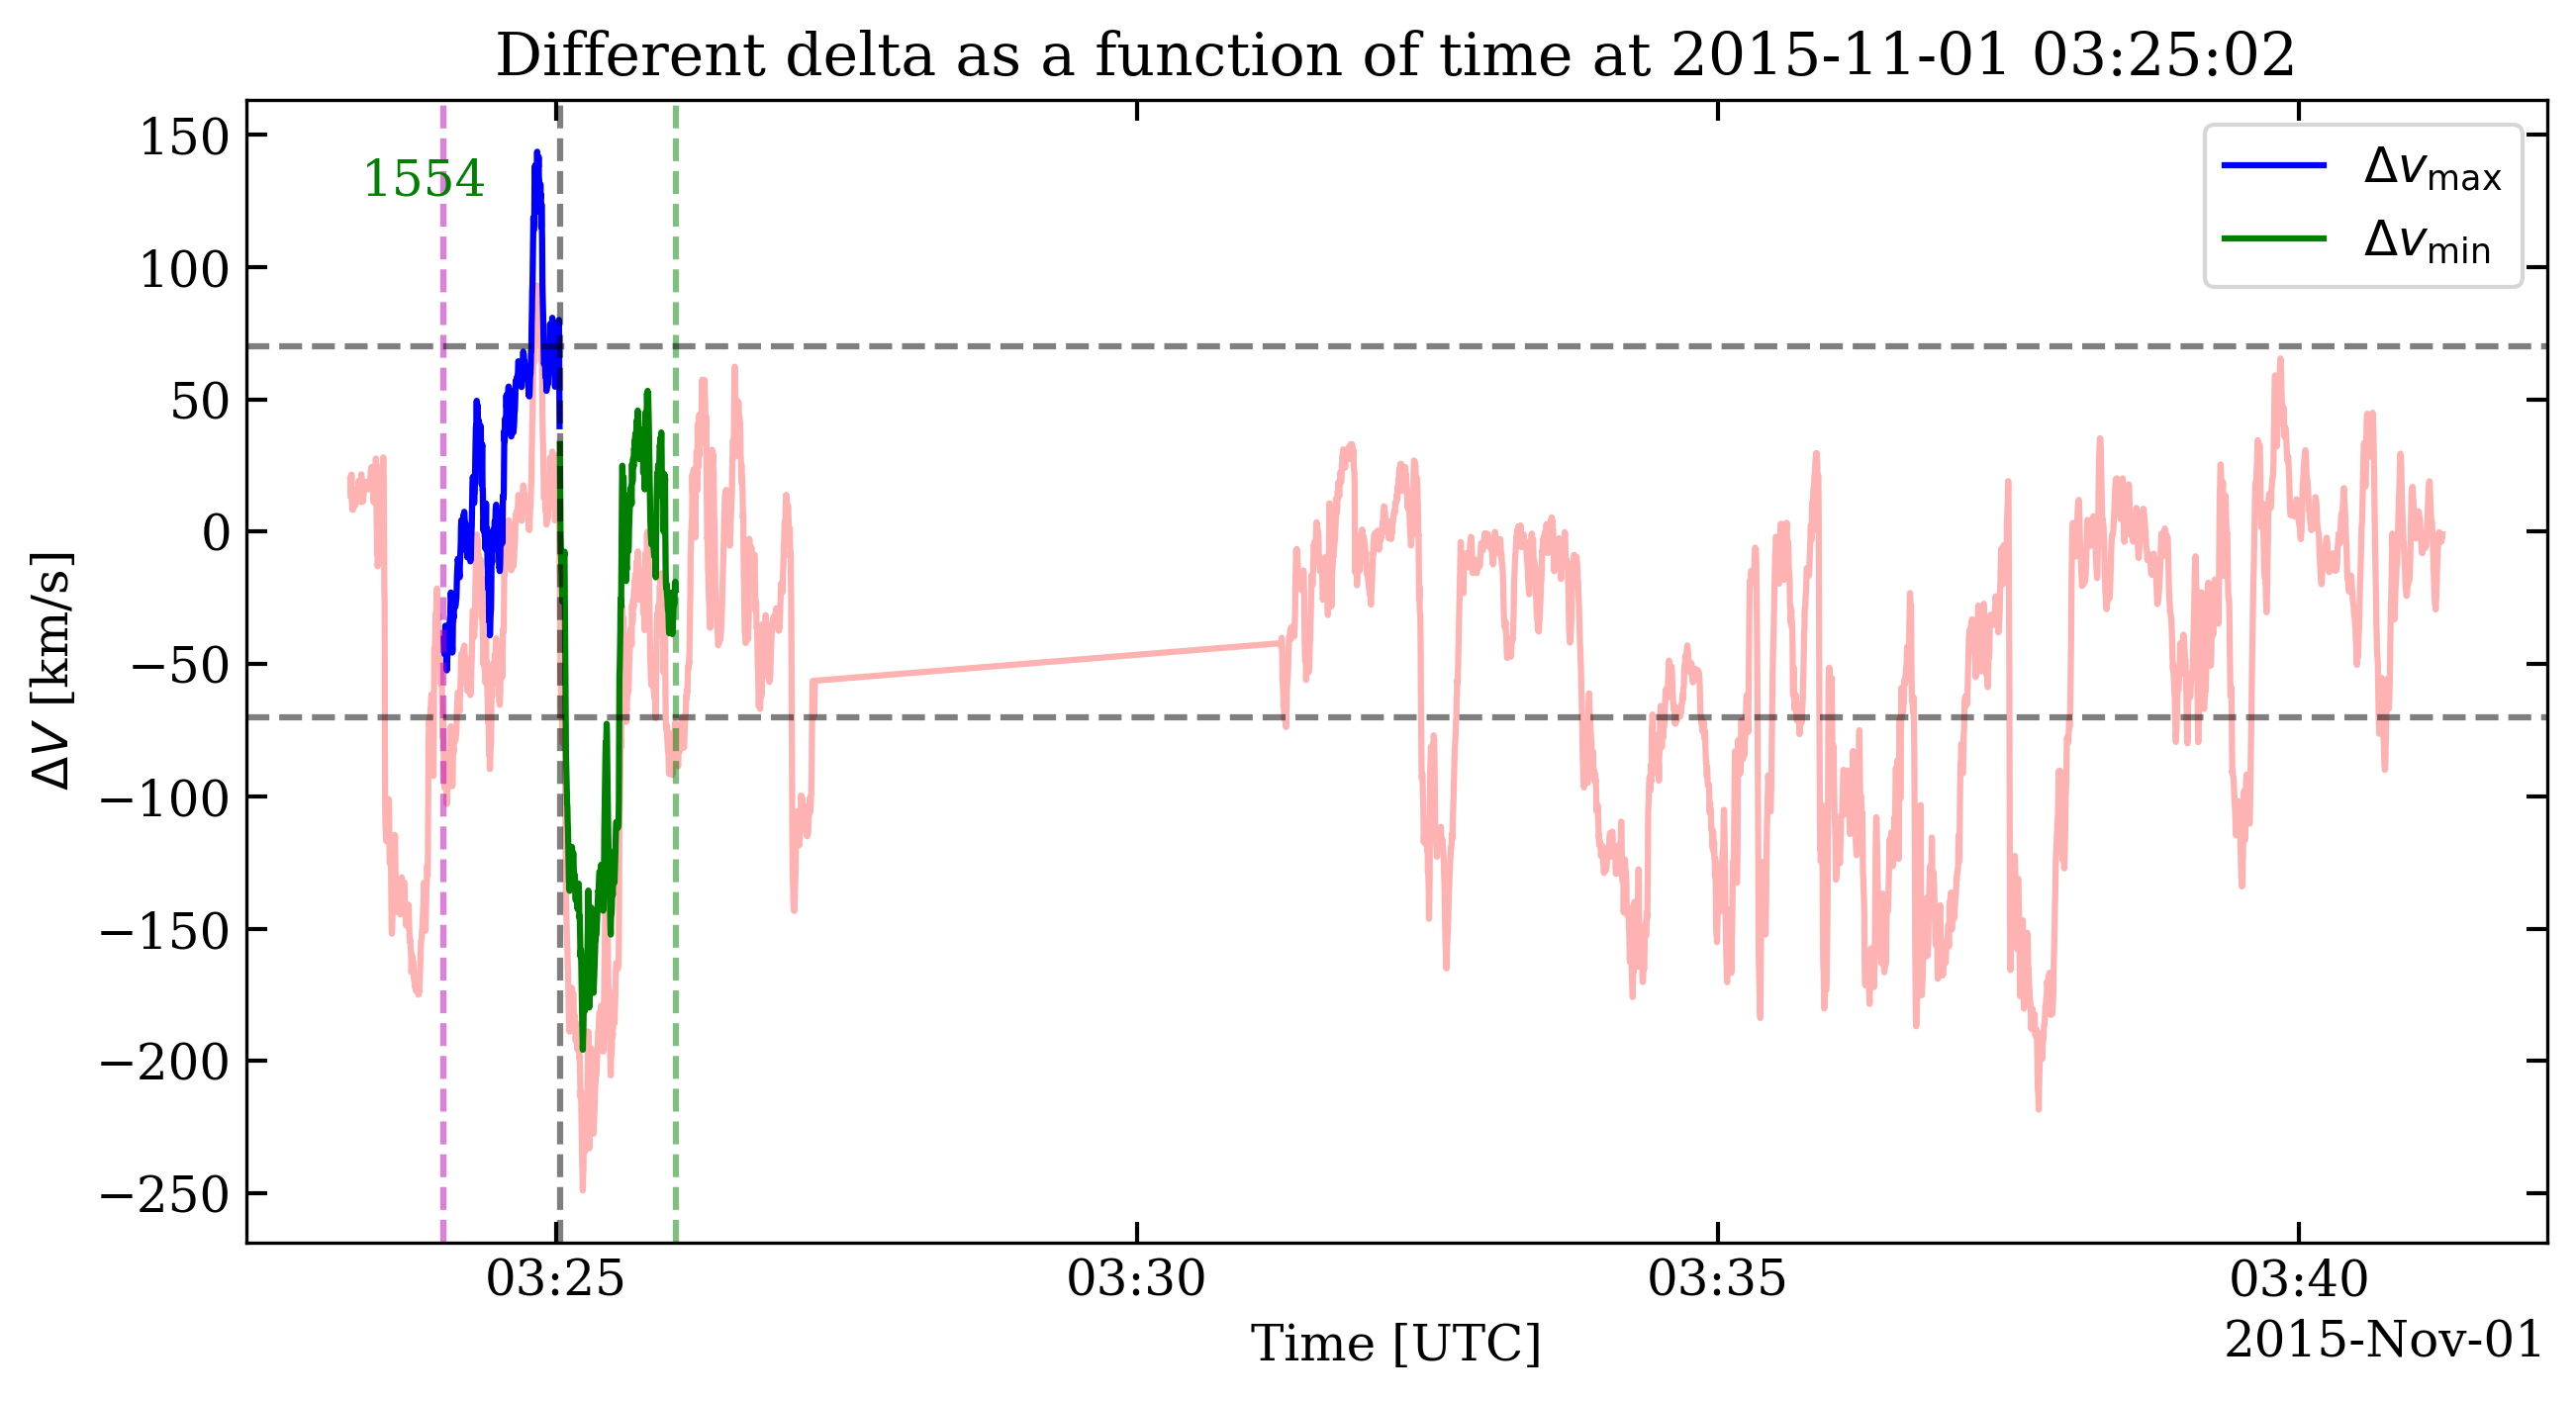 Different delta as a function of time at 2015-11-01 03:25:02
150
100
50
0
−50
−100
−150
−200
−250
ΔV [km/s]
1554
Δvmax
Δvmin
03:25
03:30
03:35
03:40
2015-Nov-01
Time [UTC]